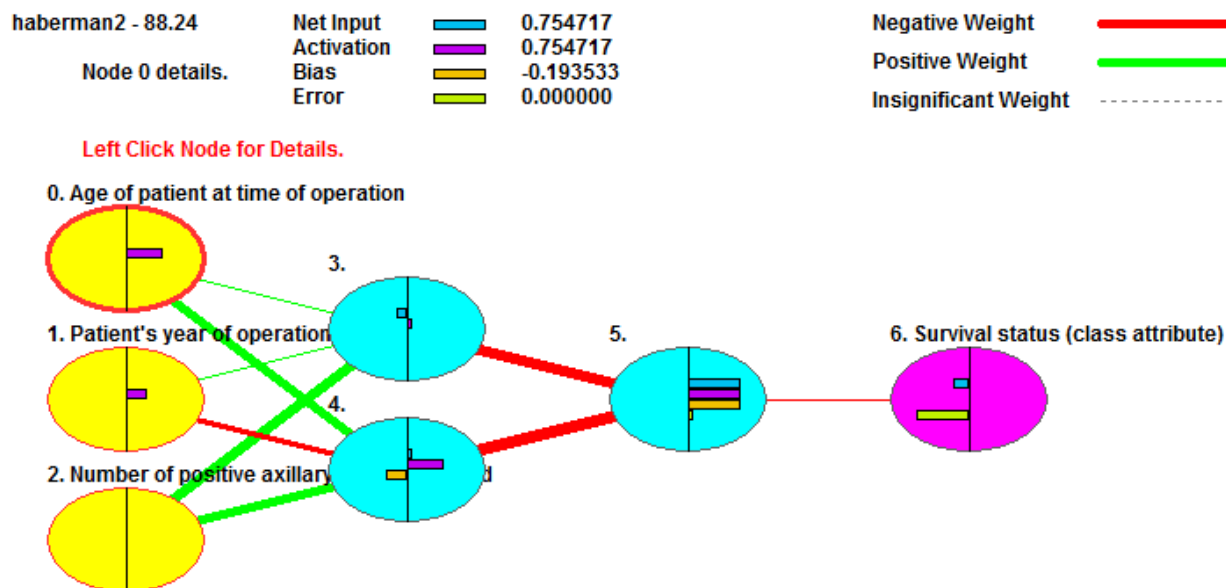 haberman2 - 88.24
Node 0 details.
Net Input 0.754717
Activation 0.754717
Bias -0.193533
Error 0.000000
Negative Weight
Positive Weight
Insignificant Weight
Left Click Node for Details.
0. Age of patient at time of operation
3.
1. Patient's year of operation
5.
6. Survival status (class attribute)
4.
2. Number of positive axillary